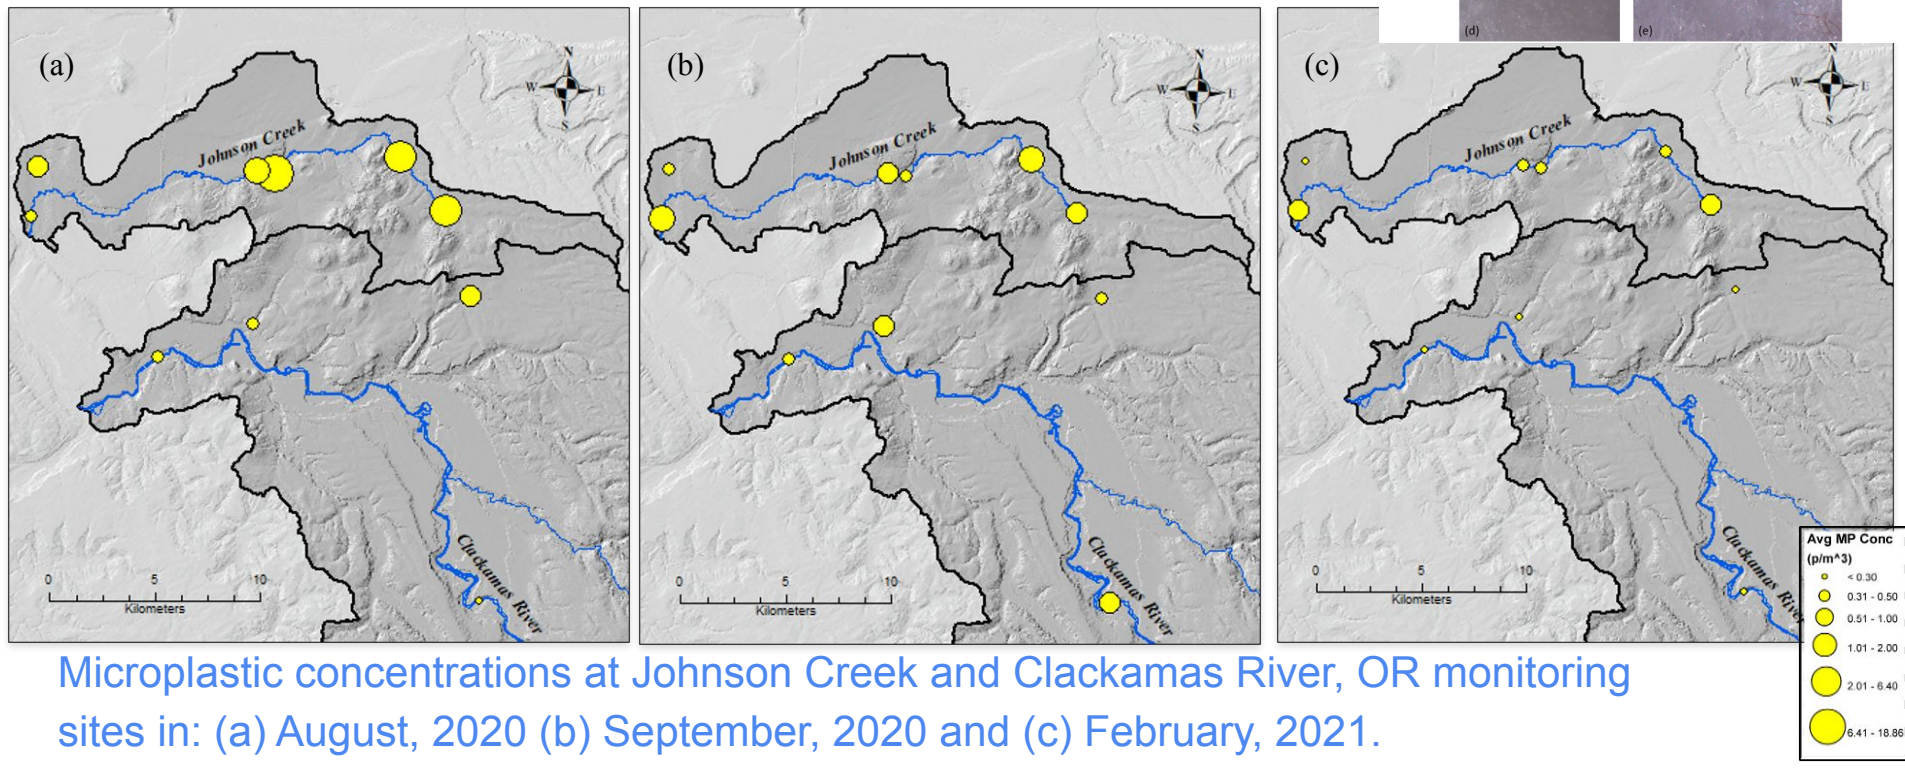 (a)
N
W
E
S
Johnson Creek
0 5 10
Kilometers
Clackamas River
(b)
N
W
E
S
Johnson Creek
0 5 10
Kilometers
Clackamas River
(d) (e)
(c)
N
W
E
S
Johnson Creek
0 5 10
Kilometers
Clackamas River
Avg MP Conc
(p/m^3)
< 0.30
0.31 - 0.50
0.51 - 1.00
1.01 - 2.00
2.01 - 6.40
6.41 - 18.86
Microplastic concentrations at Johnson Creek and Clackamas River, OR monitoring
sites in: (a) August, 2020 (b) September, 2020 and (c) February, 2021.